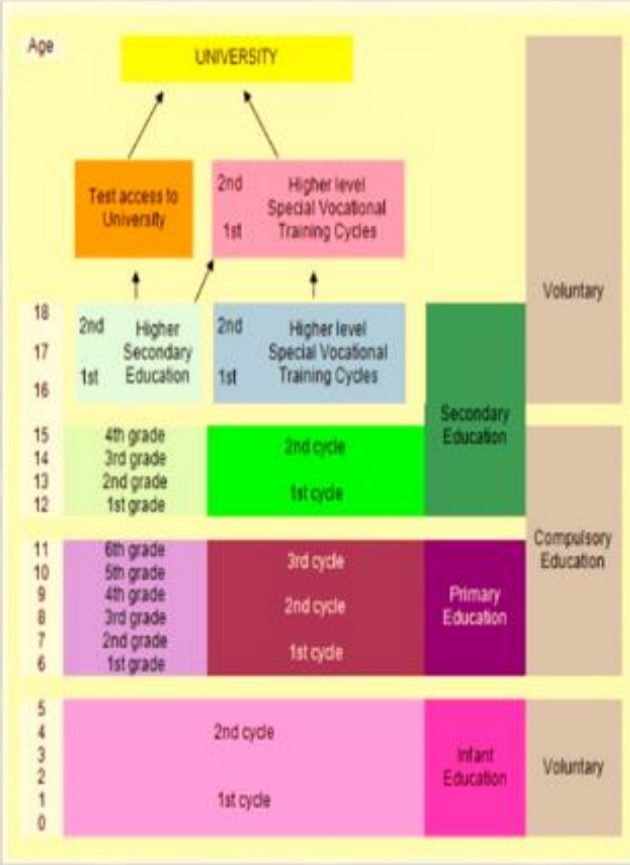 Age
UNIVERSITY
Test access to
University
2nd
1st
Higher level
Special Vocational
Training Cycles
Voluntary
18
17
16
2nd
1st
Higher
Secondary
Education
2nd
1st
Higher level
Special Vocational
Training Cycles
Secondary
Education
15
14
13
12
4th grade
3rd grade
2nd grade
1st grade
2nd cycle
1st cycle
Compulsory
Education
11
10
9
8
7
6
6th grade
5th grade
4th grade
3rd grade
2nd grade
1st grade
3rd cycle
2nd cycle
1st cycle
Primary
Education
5
4
3
2
1
0
2nd cycle
1st cycle
Infant
Education
Voluntary